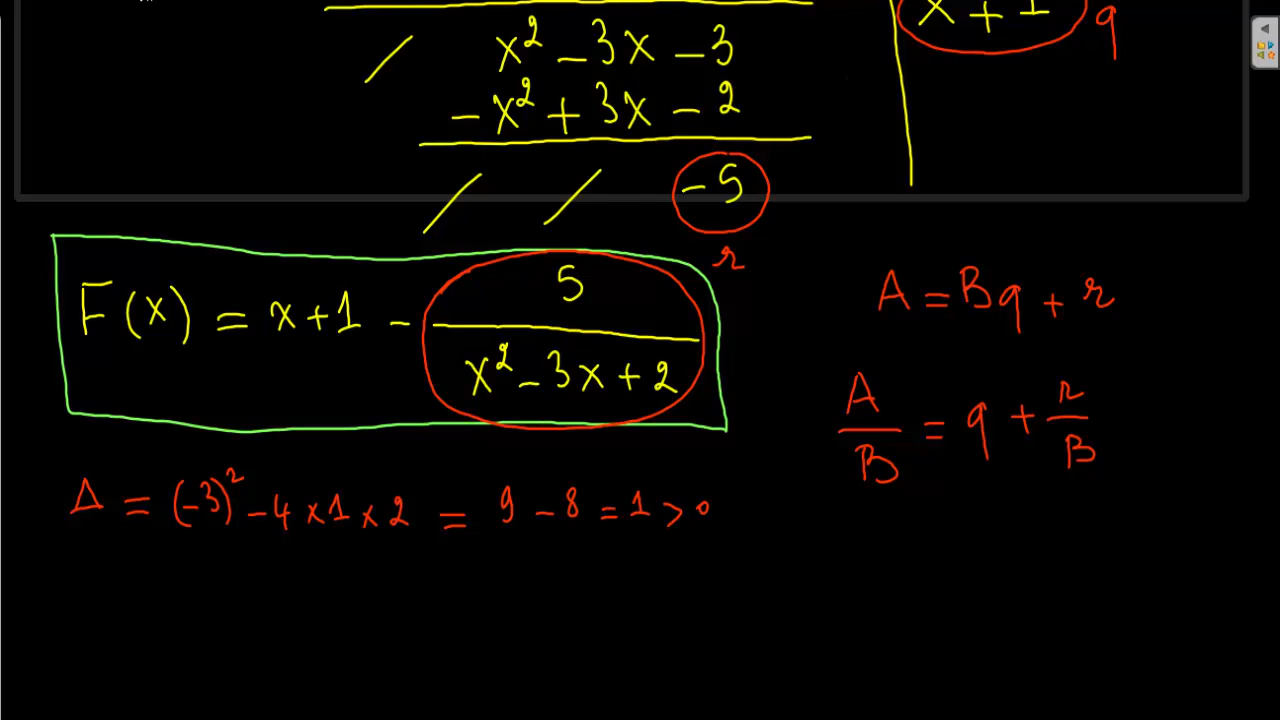 x + 1 q
x² - 3x - 3
- x² + 3x - 2
- 5
r
F(x) = x + 1 - 5 / (x² - 3x + 2)
A = Bq + r
A/B = q + r/B
Δ = (-3)² - 4 × 1 × 2 = 9 - 8 = 1 > 0